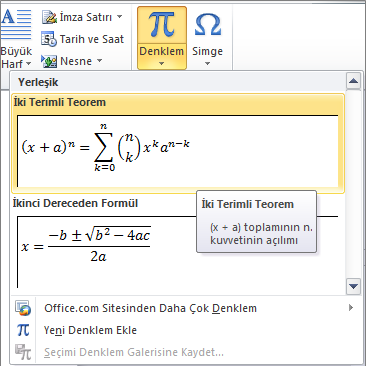 İmza Satırı
Tarih ve Saat
Büyük Harf
Nesne
Denklem
Simge
Yerleşik
İki Terimli Teorem
(x + a)^n = ∑_{k=0}^{n} (n k) x^k a^{n−k}
İkinci Dereceden Formül
x = (−b ± √(b² − 4ac)) / 2a
İki Terimli Teorem
(x + a) toplamının n.
kuvvetinin açılımı
Office.com Sitesinden Daha Çok Denklem
Yeni Denklem Ekle
Seçimi Denklem Galerisine Kaydet...